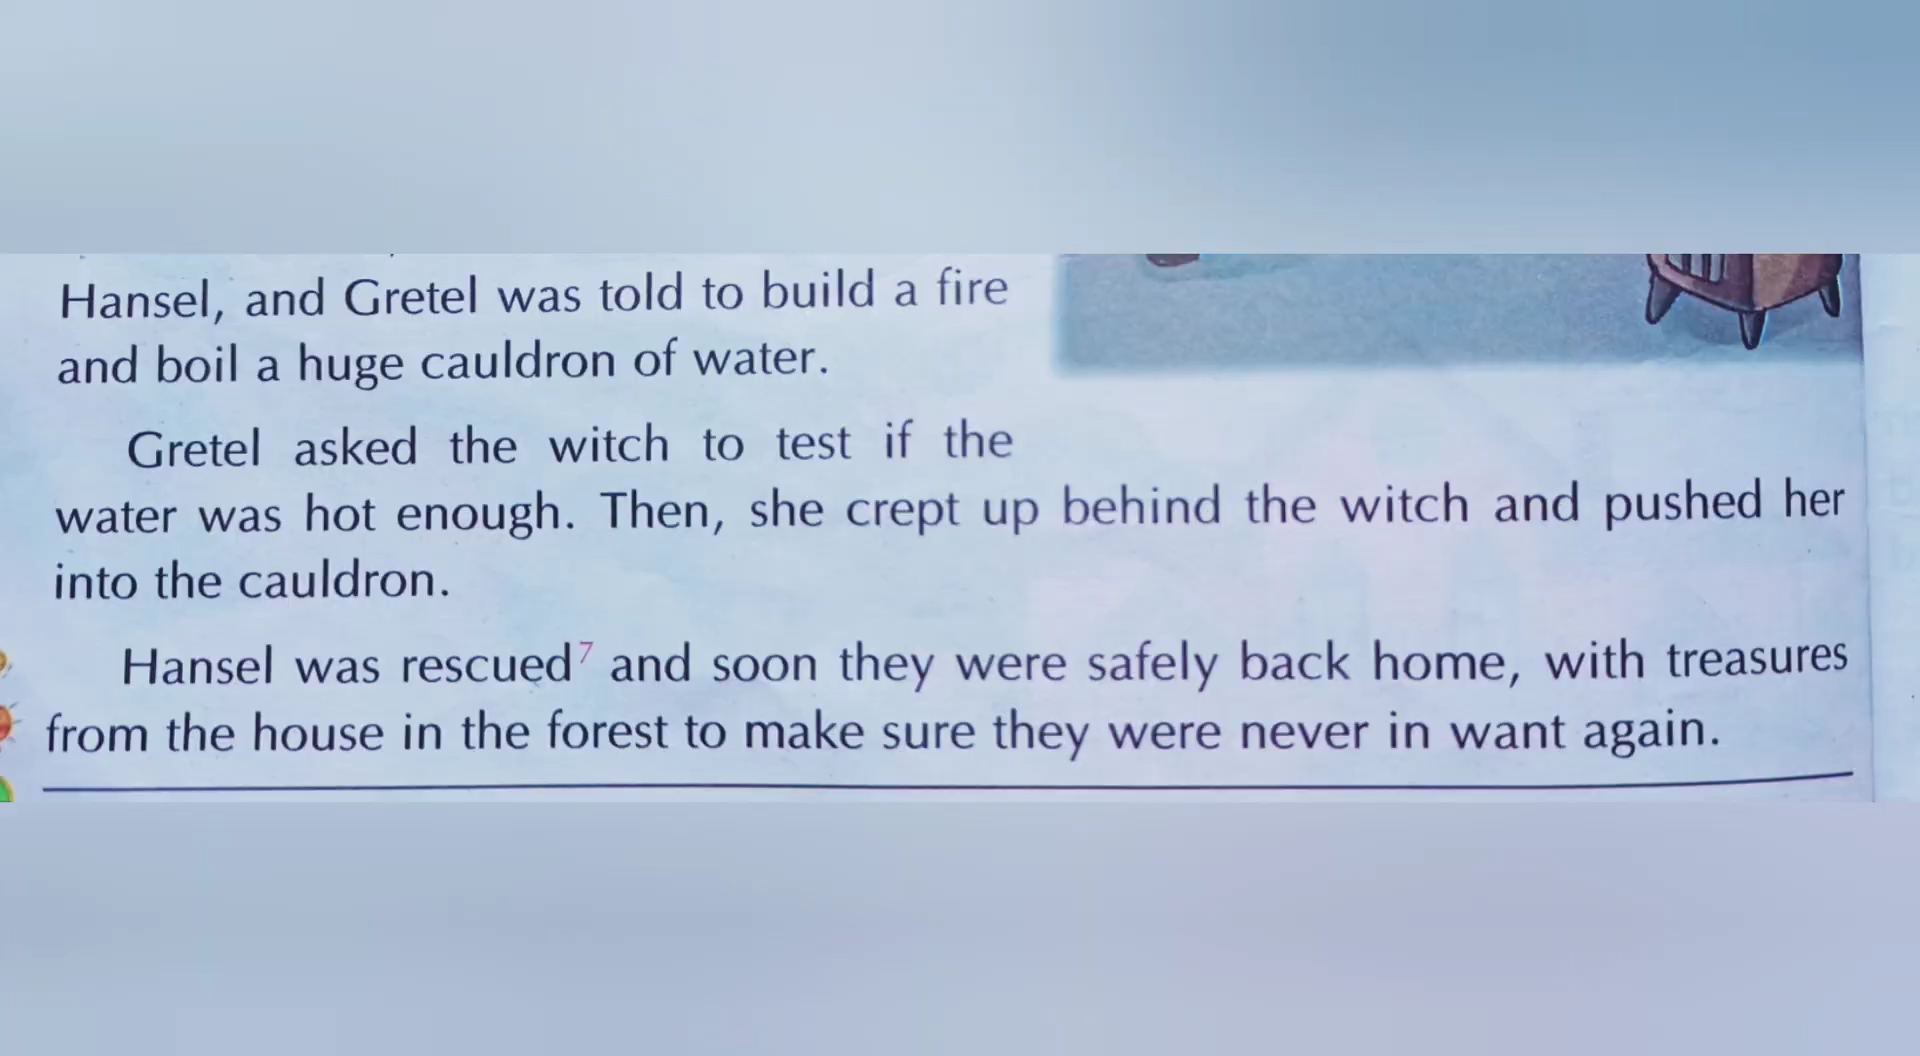 Hansel, and Gretel was told to build a fire
and boil a huge cauldron of water.
Gretel asked the witch to test if the
water was hot enough. Then, she crept up behind the witch and pushed her
into the cauldron.
Hansel was rescued⁷ and soon they were safely back home, with treasures
from the house in the forest to make sure they were never in want again.